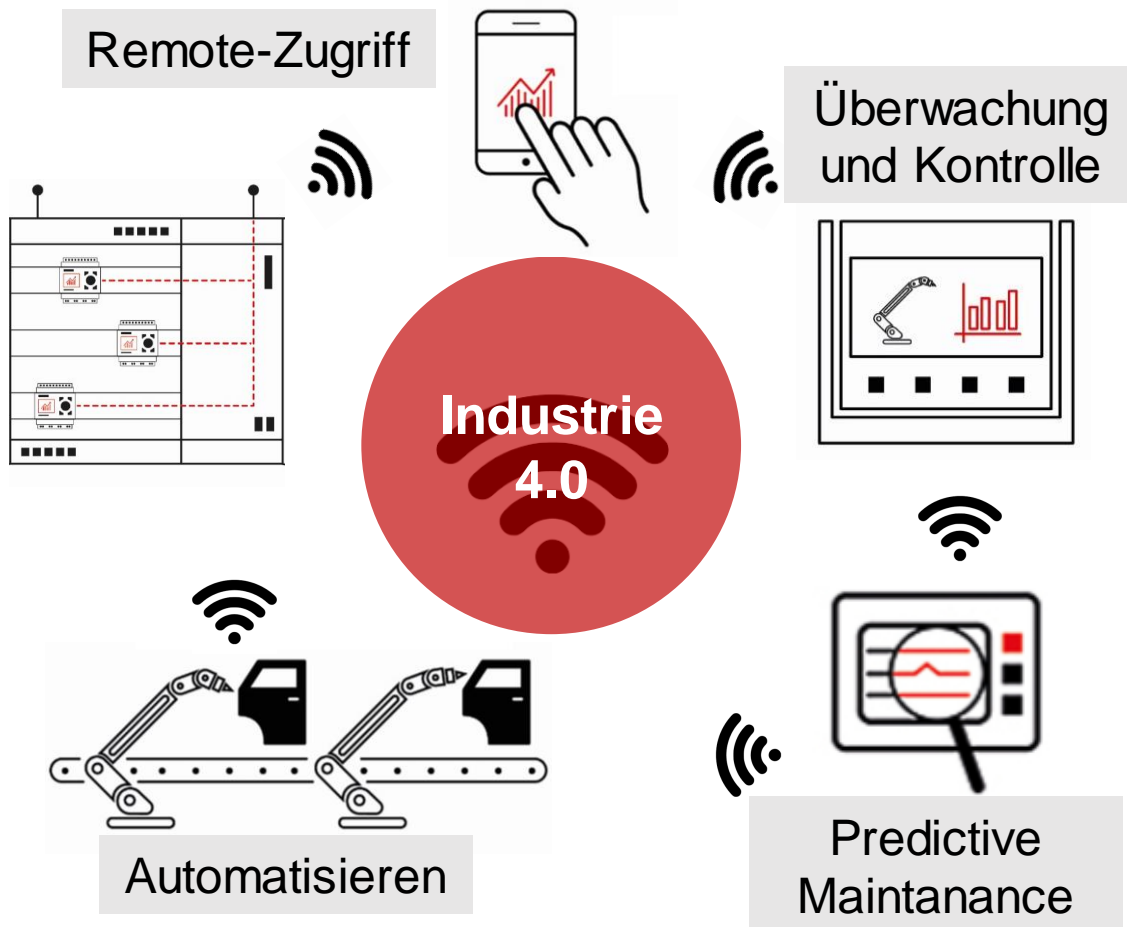 Remote-Zugriff
Überwachung
und Kontrolle
Industrie
4.0
Automatisieren
Predictive
Maintanance